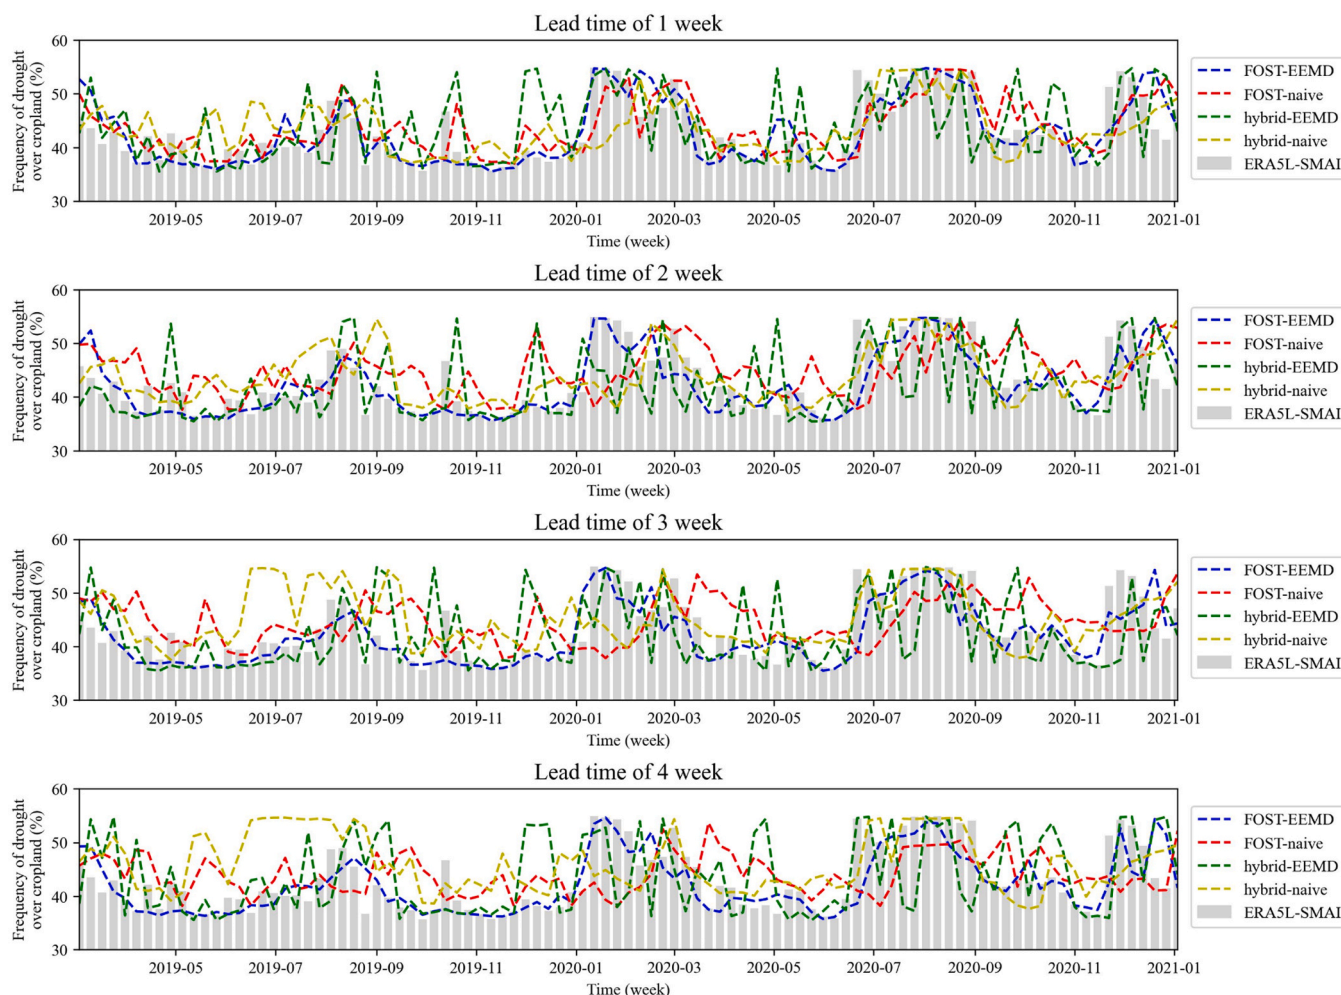 Lead time of 1 week
Frequency of drought
over cropland (%)
60
50
40
30
2019-05
2019-07
2019-09
2019-11
2020-01
2020-03
2020-05
2020-07
2020-09
2020-11
2021-01
Time (week)
FOST-EEMD
FOST-naive
hybrid-EEMD
hybrid-naive
ERA5L-SMAI
Lead time of 2 week
Frequency of drought
over cropland (%)
60
50
40
30
2019-05
2019-07
2019-09
2019-11
2020-01
2020-03
2020-05
2020-07
2020-09
2020-11
2021-01
Time (week)
FOST-EEMD
FOST-naive
hybrid-EEMD
hybrid-naive
ERA5L-SMAI
Lead time of 3 week
Frequency of drought
over cropland (%)
60
50
40
30
2019-05
2019-07
2019-09
2019-11
2020-01
2020-03
2020-05
2020-07
2020-09
2020-11
2021-01
Time (week)
FOST-EEMD
FOST-naive
hybrid-EEMD
hybrid-naive
ERA5L-SMAI
Lead time of 4 week
Frequency of drought
over cropland (%)
60
50
40
30
2019-05
2019-07
2019-09
2019-11
2020-01
2020-03
2020-05
2020-07
2020-09
2020-11
2021-01
Time (week)
FOST-EEMD
FOST-naive
hybrid-EEMD
hybrid-naive
ERA5L-SMAI